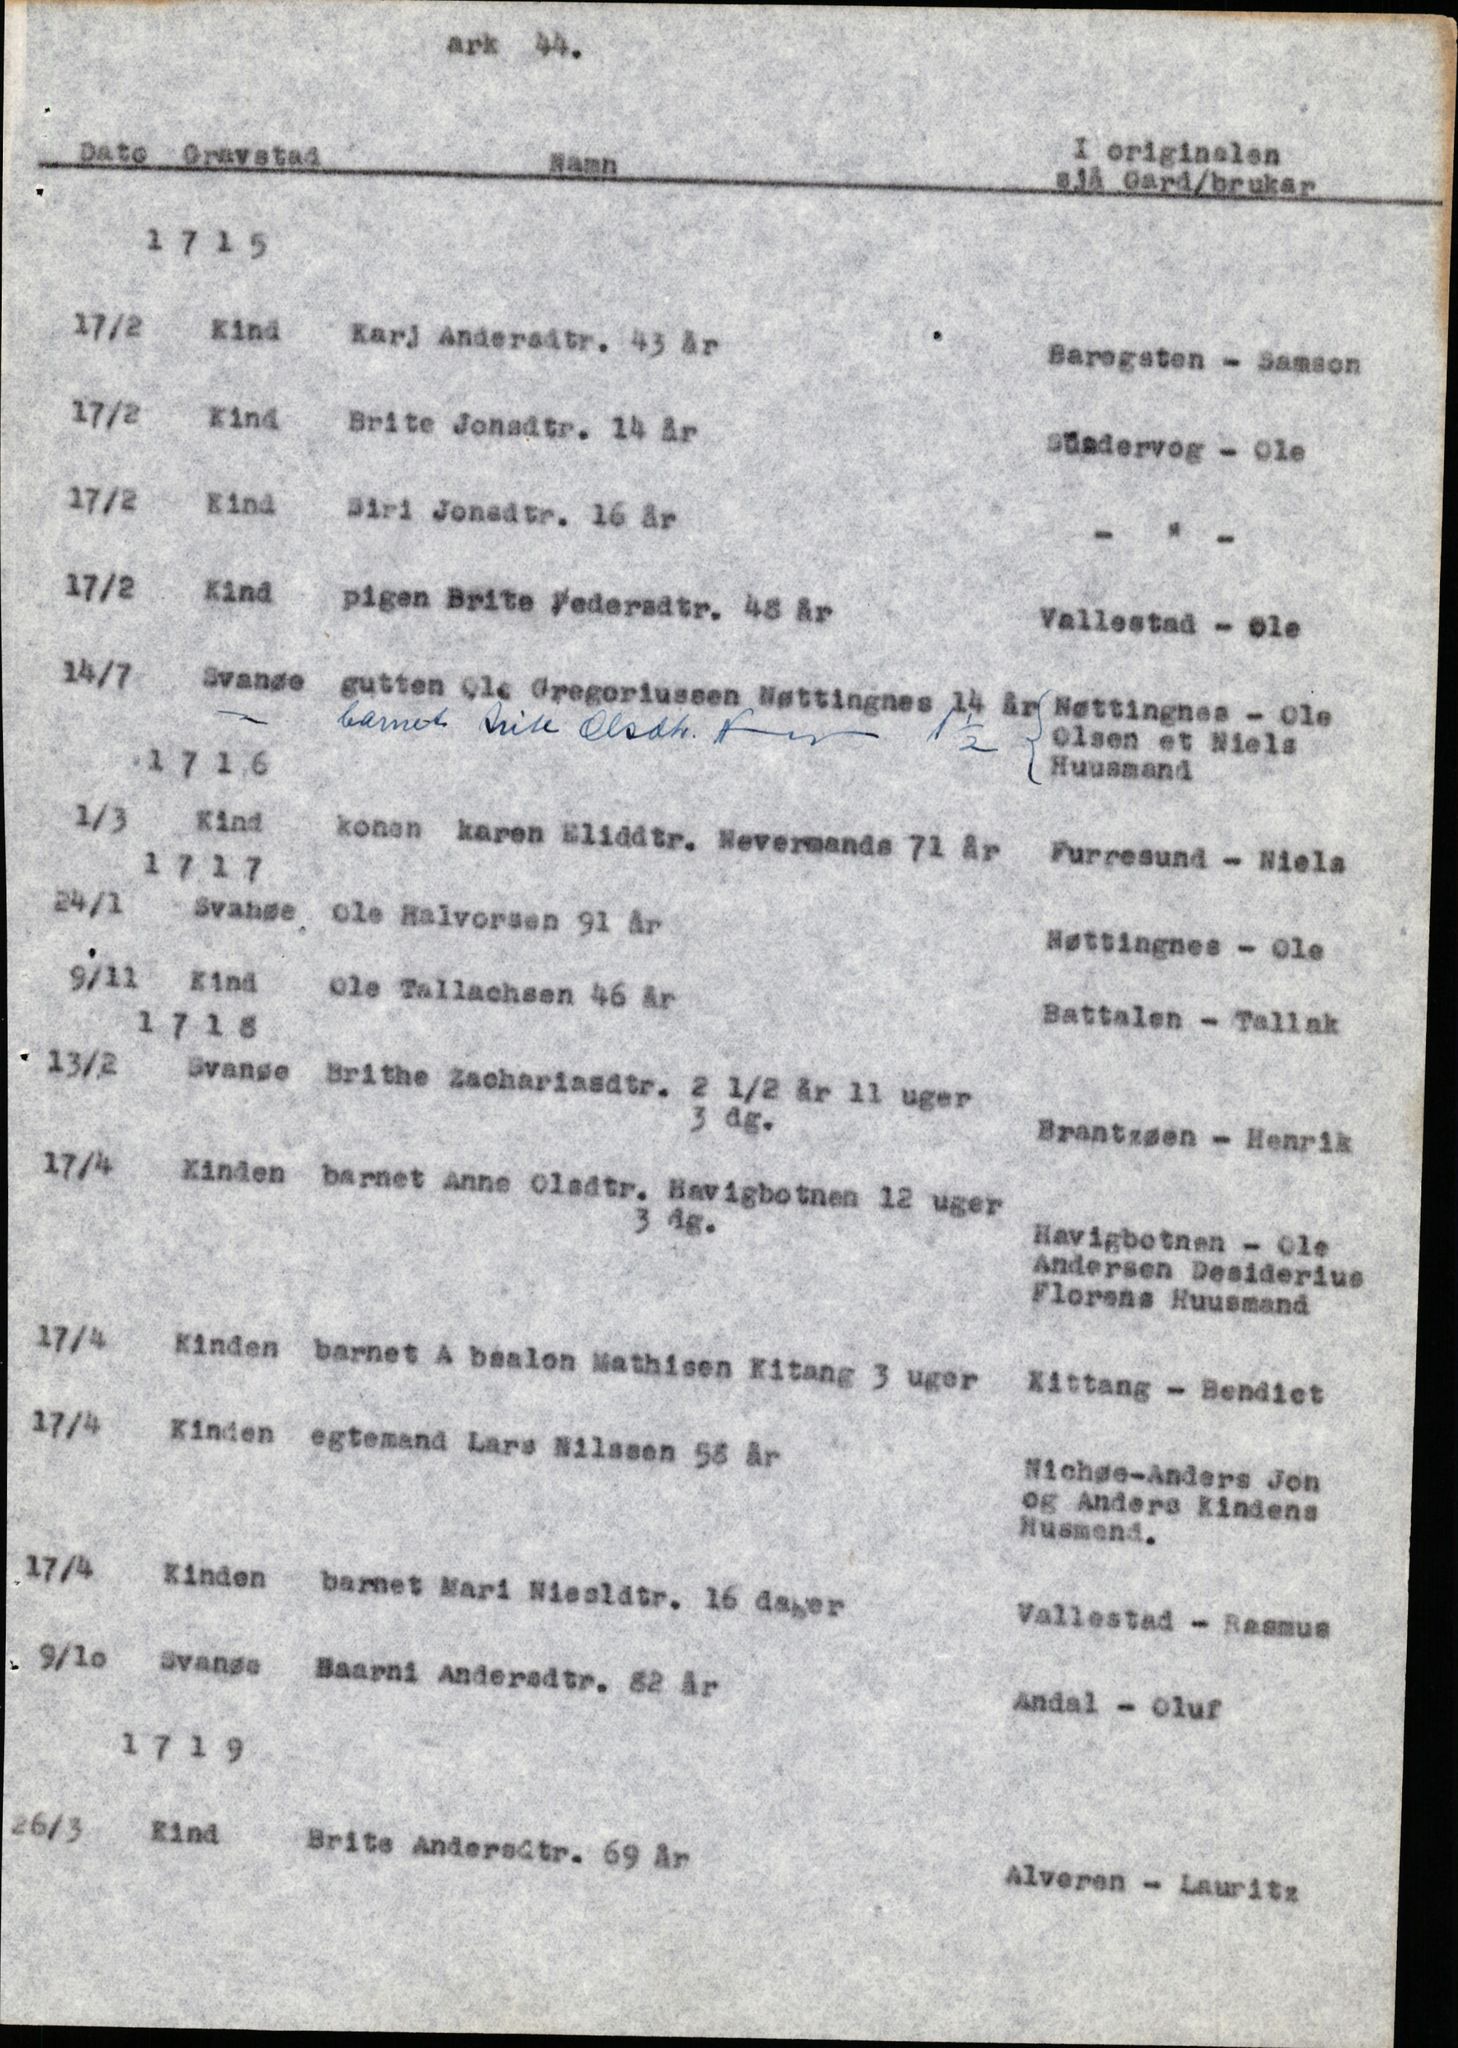 ark 44.
Dato Gravstad Namn I originalen
sjå Gard/brukar
1 7 1 5
17/2 Kind Karj Andersdtr. 43 år Baregsten - Samson
17/2 Kind Brite Jonsdtr. 14 år Søndervog - Ole
17/2 Kind Siri Jonsdtr. 16 år - " -
17/2 Kind pigen Brite Pedersdtr. 48 år Vallestad - Ole
14/7 Svanøe gutten Ole Gregoriussen Nøttingnes 14 år Nøttingnes - Ole
— barnet Olsdtr. 1 1/2 Olsen et Niels
Huusmand
1 7 1 6
1/3 Kind konen karen Eliddtr. Nevermands 71 år Furresund - Niels
1 7 1 7
24/1 Svanøe Ole Halvorsen 91 år Nøttingnes - Ole
9/11 Kind Ole Tallachsen 46 år Battalen - Tallak
1 7 1 8
13/2 Svanøe Brithe Zachariasdtr. 2 1/2 år 11 uger
3 dg. Brantzøen - Henrik
17/4 Kinden barnet Anne Olsdtr. Havigbotnen 12 uger
3 dg. Havigbotnen - Ole
Andersen Desiderius
Florens Huusmand
17/4 Kinden barnet A bsalon Mathisen Kitang 3 uger Kittang - Bendict
17/4 Kinden egtemand Lars Nilssen 58 år Nichøe-Anders Jon
og Anders Kindens
Husmend.
17/4 Kinden barnet Mari Niesldtr. 16 dager Vallestad - Rasmus
9/10 Svanøe Baarni Andersdtr. 82 år Andal - Oluf
1 7 1 9
26/3 Kind Brite Andersdtr. 69 år Alveren - Lauritz